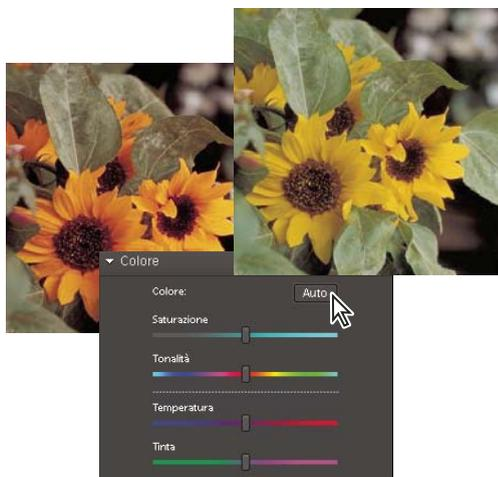 Colore
Colore:
Auto
Saturazione
Tonalità
Temperatura
Tinta